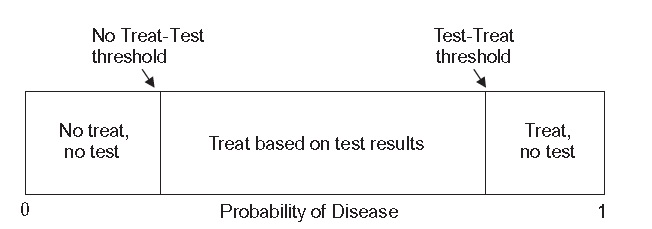 No Treat-Test
threshold
Test-Treat
threshold
No treat,
no test
Treat based on test results
Treat,
no test
0
Probability of Disease
1